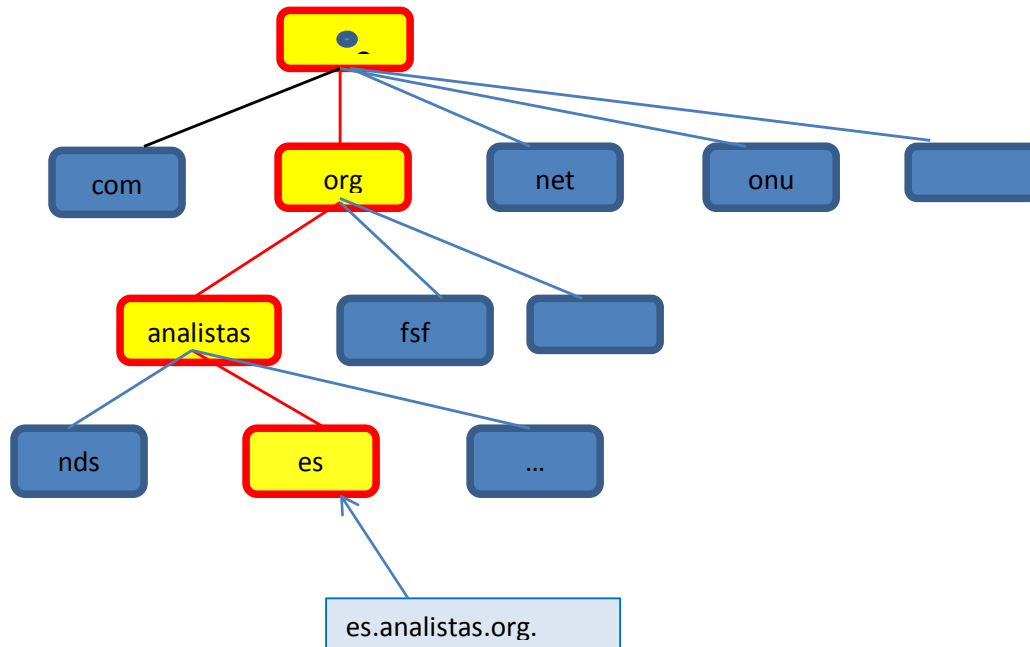 com
org
net
onu
analistas
fsf
nds
es
...
es.analistas.org.